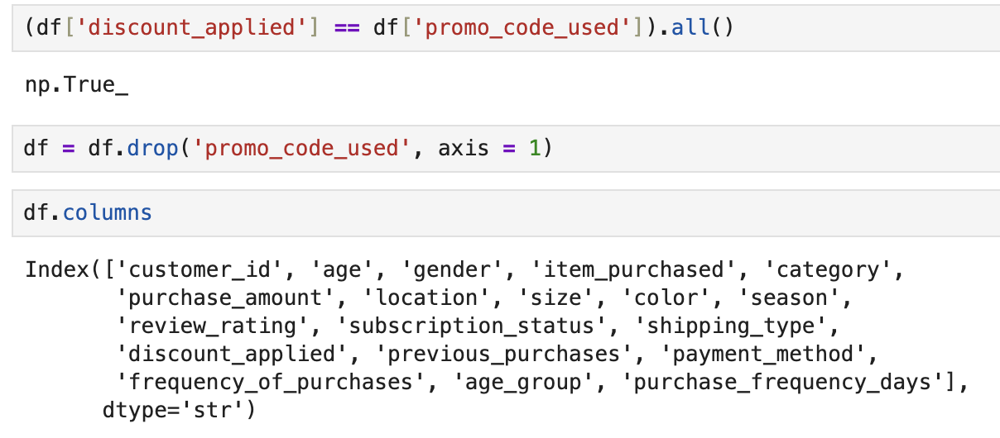 (df['discount_applied'] == df['promo_code_used']).all()
np.True_
df = df.drop('promo_code_used', axis = 1)
df.columns
Index(['customer_id', 'age', 'gender', 'item_purchased', 'category',
       'purchase_amount', 'location', 'size', 'color', 'season',
       'review_rating', 'subscription_status', 'shipping_type',
       'discount_applied', 'previous_purchases', 'payment_method',
       'frequency_of_purchases', 'age_group', 'purchase_frequency_days'],
      dtype='str')